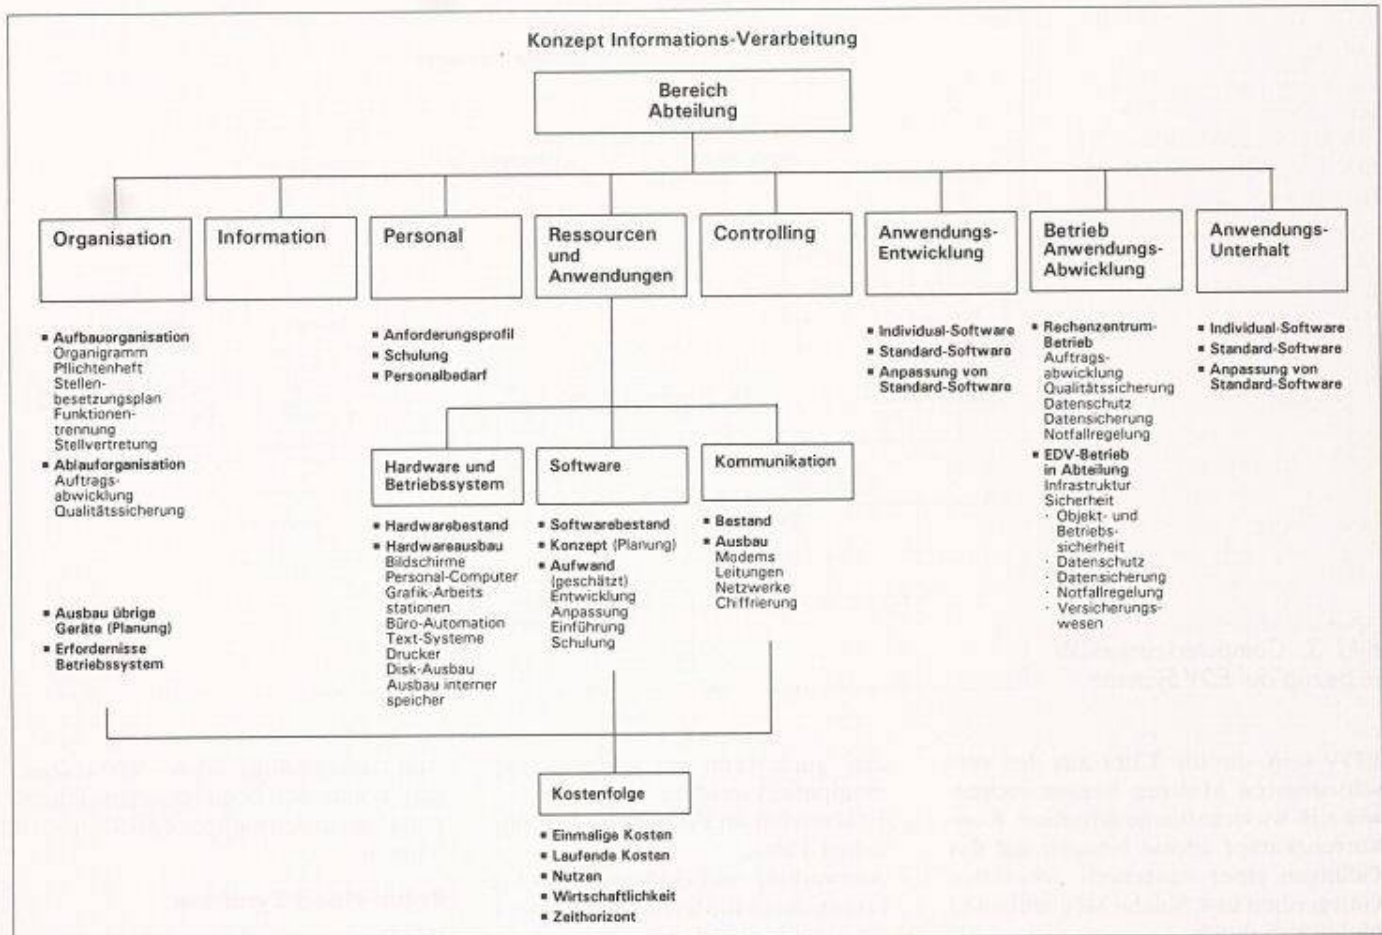 Konzept Informations-Verarbeitung
Bereich
Abteilung
Organisation
Information
Personal
Ressourcen
und
Anwendungen
Controlling
Anwendungs-
Entwicklung
Betrieb
Anwendungs-
Abwicklung
Anwendungs-
Unterhalt
▪ Aufbauorganisation
Organigramm
Pflichtenheft
Stellen-
besetzungsplan
Funktionen-
trennung
Stellvertretung
▪ Ablauforganisation
Auftrags-
abwicklung
Qualitätssicherung
▪ Ausbau übrige
Geräte (Planung)
▪ Erfordernisse
Betriebssystem
▪ Anforderungsprofil
▪ Schulung
▪ Personalbedarf
▪ Individual-Software
▪ Standard-Software
▪ Anpassung von
Standard-Software
▪ Rechenzentrum-
Betrieb
Auftrags-
abwicklung
Qualitätssicherung
Datenschutz
Datensicherung
Notfallregelung
▪ EDV-Betrieb
in Abteilung
Infrastruktur
Sicherheit
· Objekt- und
Betriebs-
sicherheit
· Datenschutz
· Datensicherung
· Notfallregelung
· Versicherungs-
wesen
▪ Individual-Software
▪ Standard-Software
▪ Anpassung von
Standard-Software
Hardware und
Betriebssystem
Software
Kommunikation
▪ Hardwarebestand
▪ Hardwareausbau
Bildschirme
Personal-Computer
Grafik-Arbeits
stationen
Büro-Automation
Text-Systeme
Drucker
Disk-Ausbau
Ausbau interner
speicher
▪ Softwarebestand
▪ Konzept (Planung)
▪ Aufwand
(geschätzt)
Entwicklung
Anpassung
Einführung
Schulung
▪ Bestand
▪ Ausbau
Modems
Leitungen
Netzwerke
Chiffrierung
Kostenfolge
▪ Einmalige Kosten
▪ Laufende Kosten
▪ Nutzen
▪ Wirtschaftlichkeit
▪ Zeithorizont